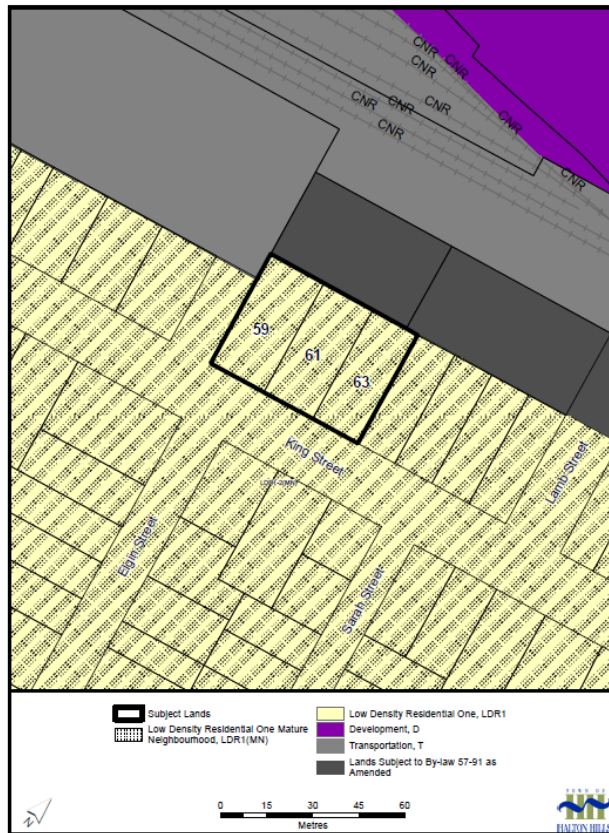 CNR
CNR
CNR
CNR
CNR
CNR
CNR
CNR
59
61
63
King Street
Lamb Street
Elgin Street
Sarah Street
Subject Lands
Low Density Residential One Mature
Neighbourhood, LDR1(MN)
Low Density Residential One, LDR1
Development, D
Transportation, T
Lands Subject to By-law 57-91 as
Amended
N
0 15 30 45 60
Metres
TOWN OF
HALTON HILLS